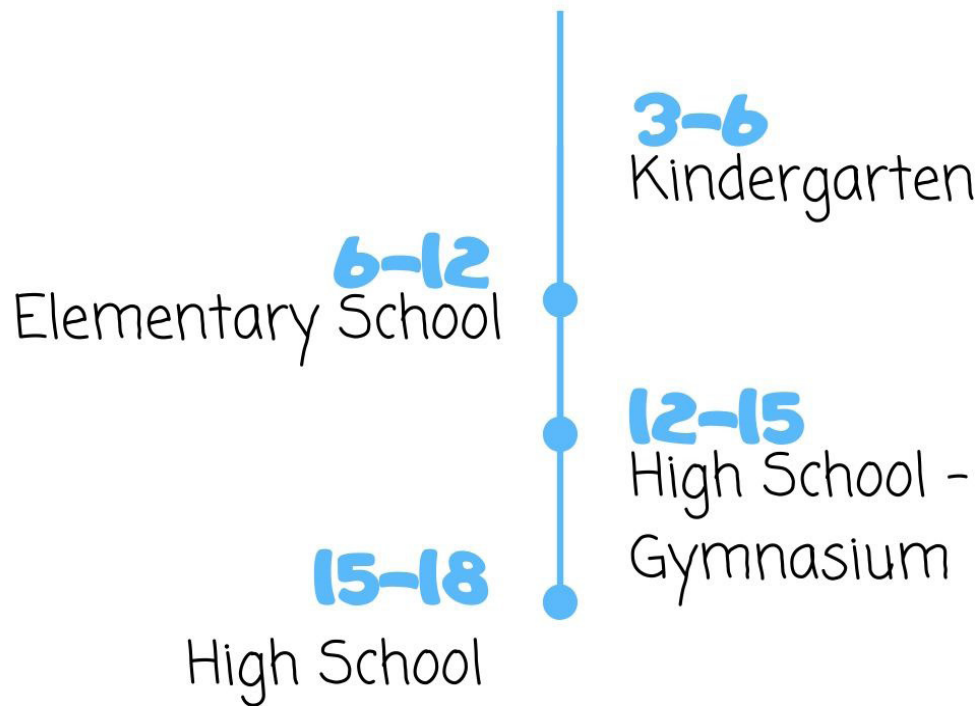 3-6
Kindergarten
6-12
Elementary School
12-15
High School -
Gymnasium
15-18
High School